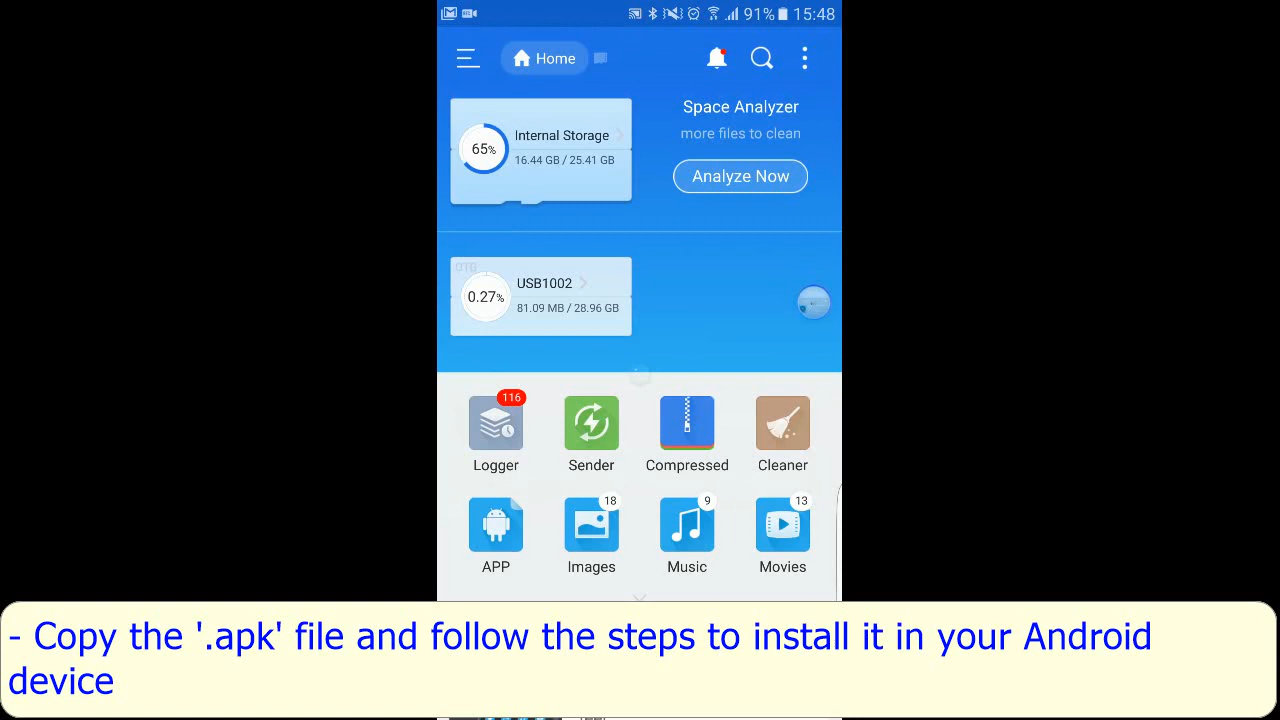 91% 15:48
Home
Space Analyzer
more files to clean
Analyze Now
65%
Internal Storage
16.44 GB / 25.41 GB
OTG
0.27%
USB1002
81.09 MB / 28.96 GB
116
Logger
Sender
Compressed
Cleaner
18
9
13
APP
Images
Music
Movies
- Copy the '.apk' file and follow the steps to install it in your Android
device